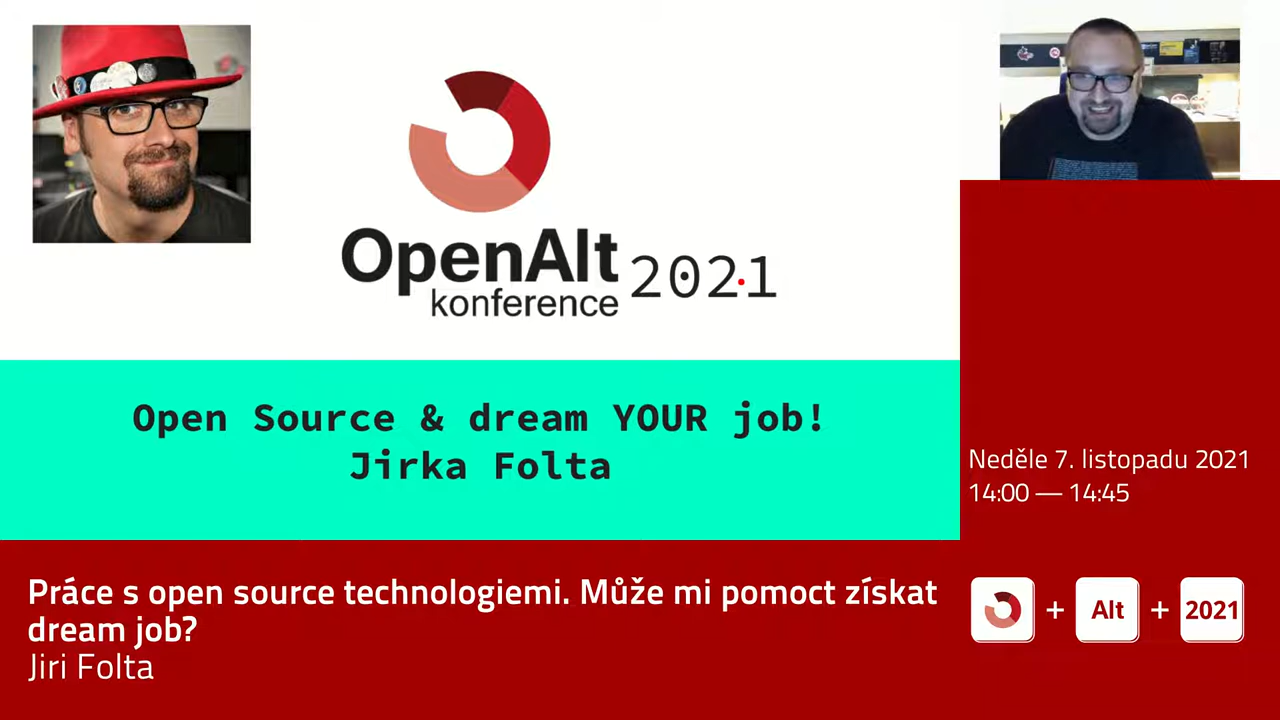 OpenAlt
konference
2021
Open Source & dream YOUR job!
Jirka Folta
Neděle 7. listopadu 2021
14:00 — 14:45
Práce s open source technologiemi. Může mi pomoct získat
dream job?
Jiri Folta
+ Alt + 2021